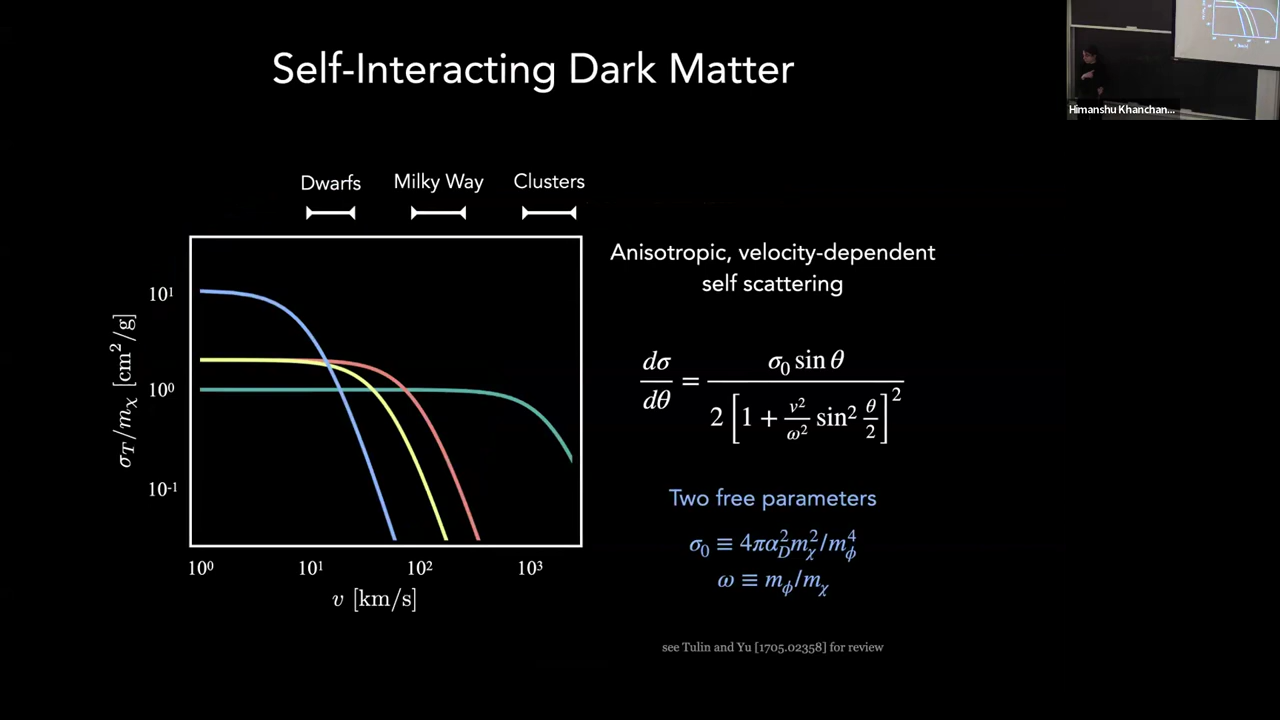 Self-Interacting Dark Matter
Himanshu Khanchan...
Dwarfs Milky Way Clusters
10¹
10⁰
10⁻¹
σ_T/m_χ [cm²/g]
10⁰ 10¹ 10² 10³
v [km/s]
Anisotropic, velocity-dependent
self scattering
dσ/dθ = σ₀ sin θ / 2 [1 + v²/ω² sin² θ/2]²
Two free parameters
σ₀ ≡ 4πα_D² m_χ²/m_φ⁴
ω ≡ m_φ/m_χ
see Tulin and Yu [1705.02358] for review